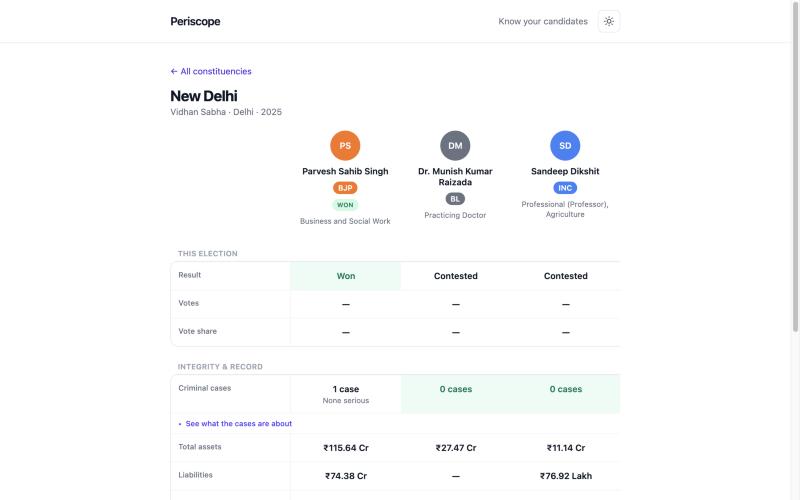 Periscope
Know your candidates
← All constituencies
New Delhi
Vidhan Sabha · Delhi · 2025
PS
DM
SD
Parvesh Sahib Singh
Dr. Munish Kumar
Raizada
Sandeep Dikshit
BJP
BL
INC
WON
Business and Social Work
Practicing Doctor
Professional (Professor),
Agriculture
THIS ELECTION
Result Won Contested Contested
Votes — — —
Vote share — — —
INTEGRITY & RECORD
Criminal cases 1 case 0 cases 0 cases
None serious
• See what the cases are about
Total assets ₹115.64 Cr ₹27.47 Cr ₹11.14 Cr
Liabilities ₹74.38 Cr — ₹76.92 Lakh